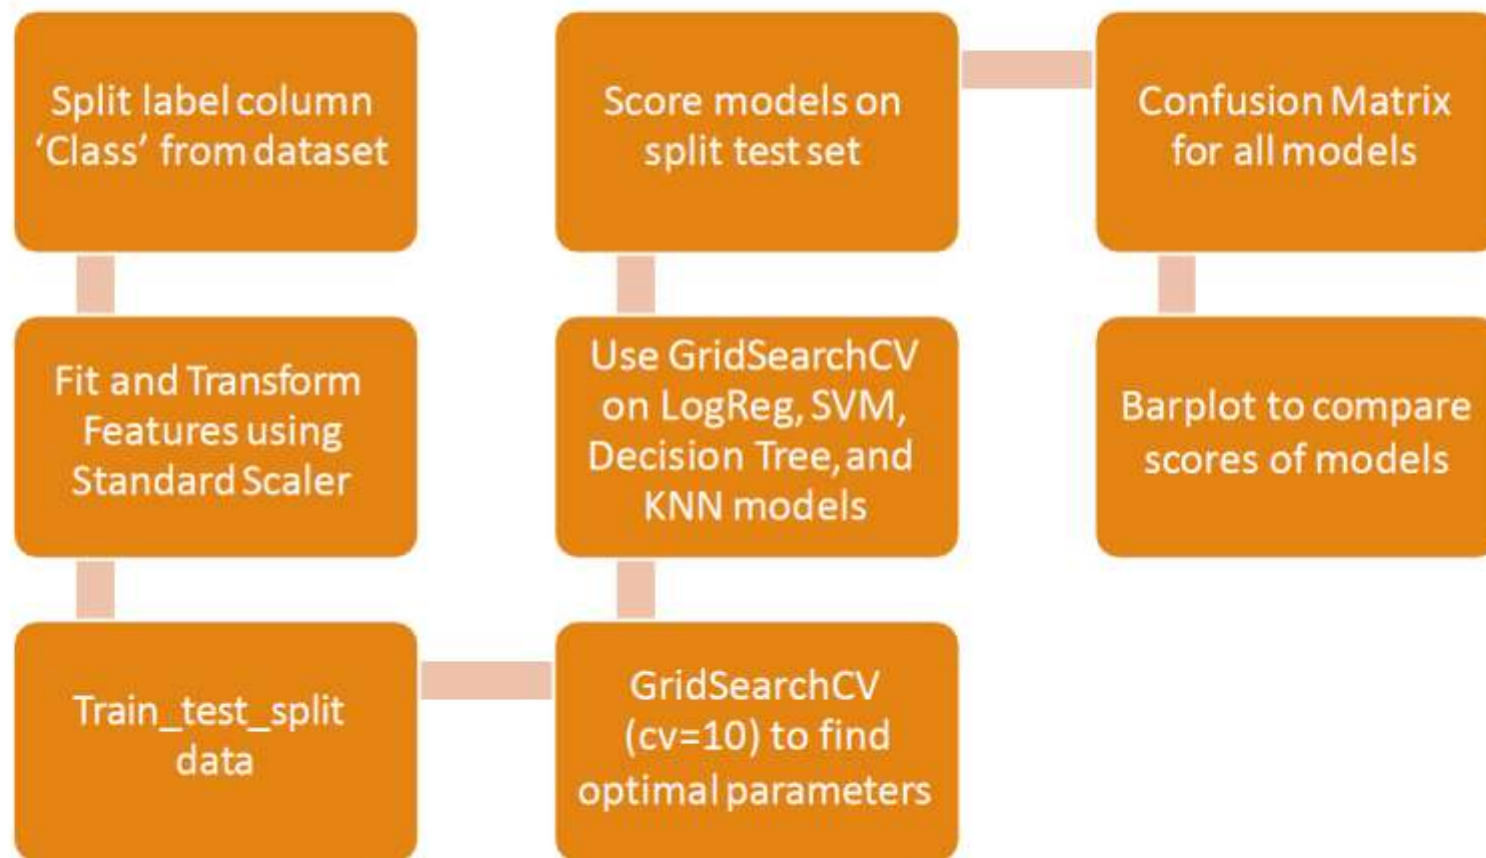 Split label column
‘Class’ from dataset
Fit and Transform
Features using
Standard Scaler
Train_test_split
data
GridSearchCV
(cv=10) to find
optimal parameters
Use GridSearchCV
on LogReg, SVM,
Decision Tree, and
KNN models
Score models on
split test set
Confusion Matrix
for all models
Barplot to compare
scores of models